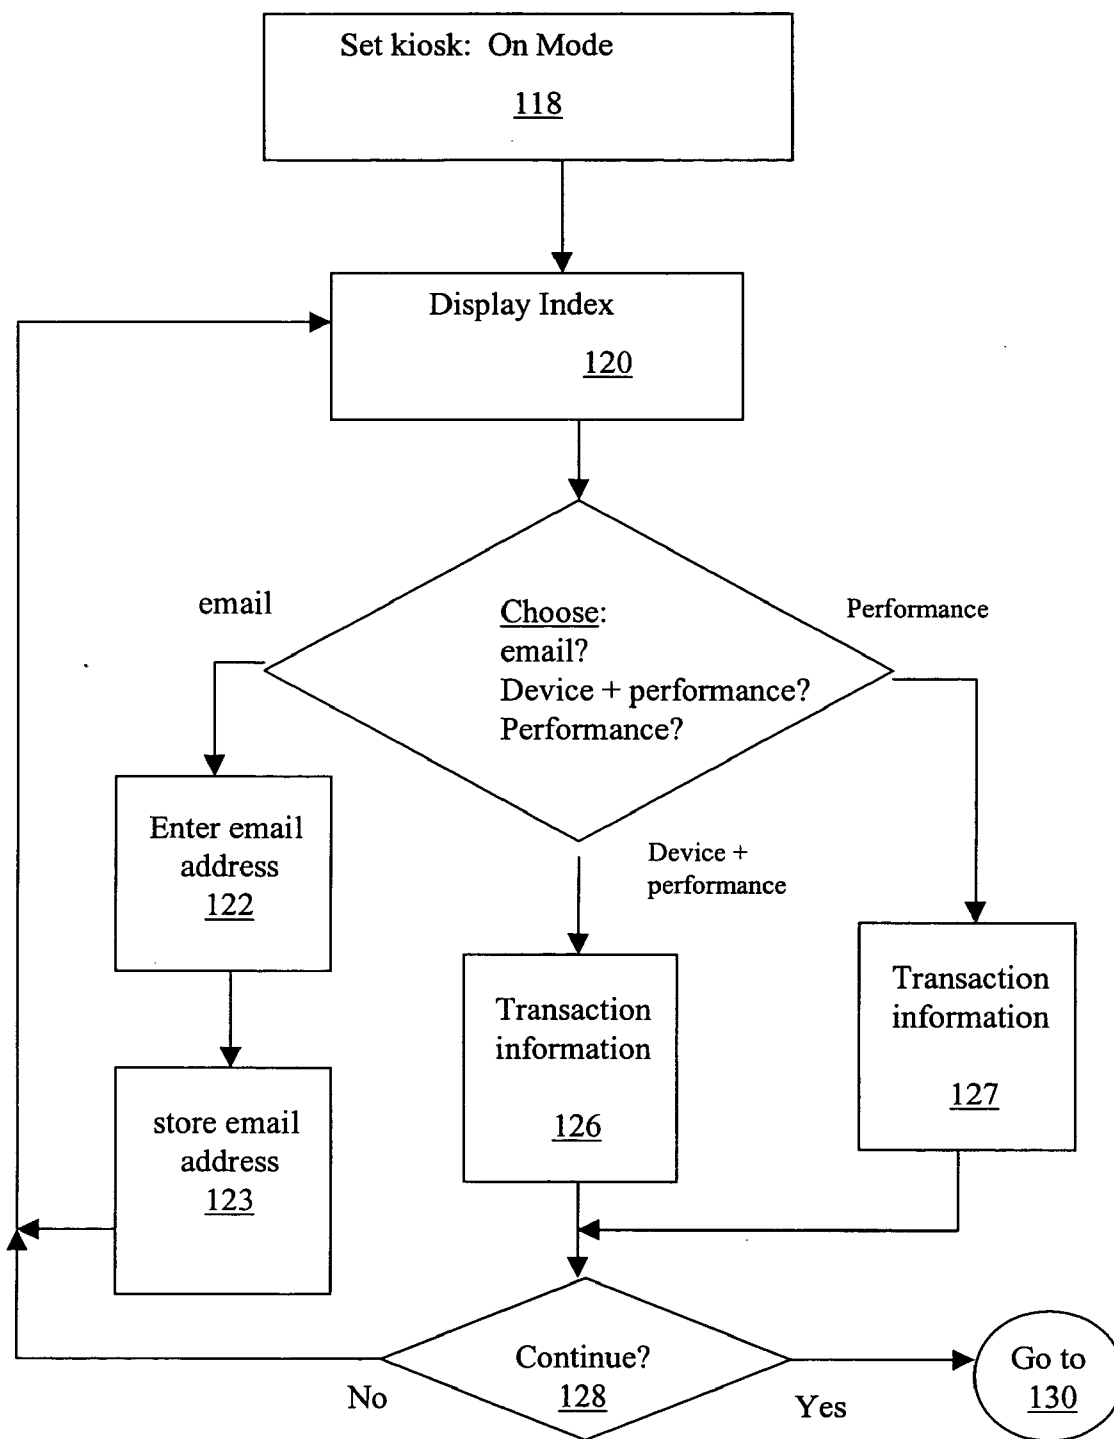 Set kiosk: On Mode
118
Display Index
120
email
Performance
Choose:
email?
Device + performance?
Performance?
Enter email
address
122
Device +
performance
Transaction
information
126
Transaction
information
127
store email
address
123
Continue?
128
No
Yes
Go to
130